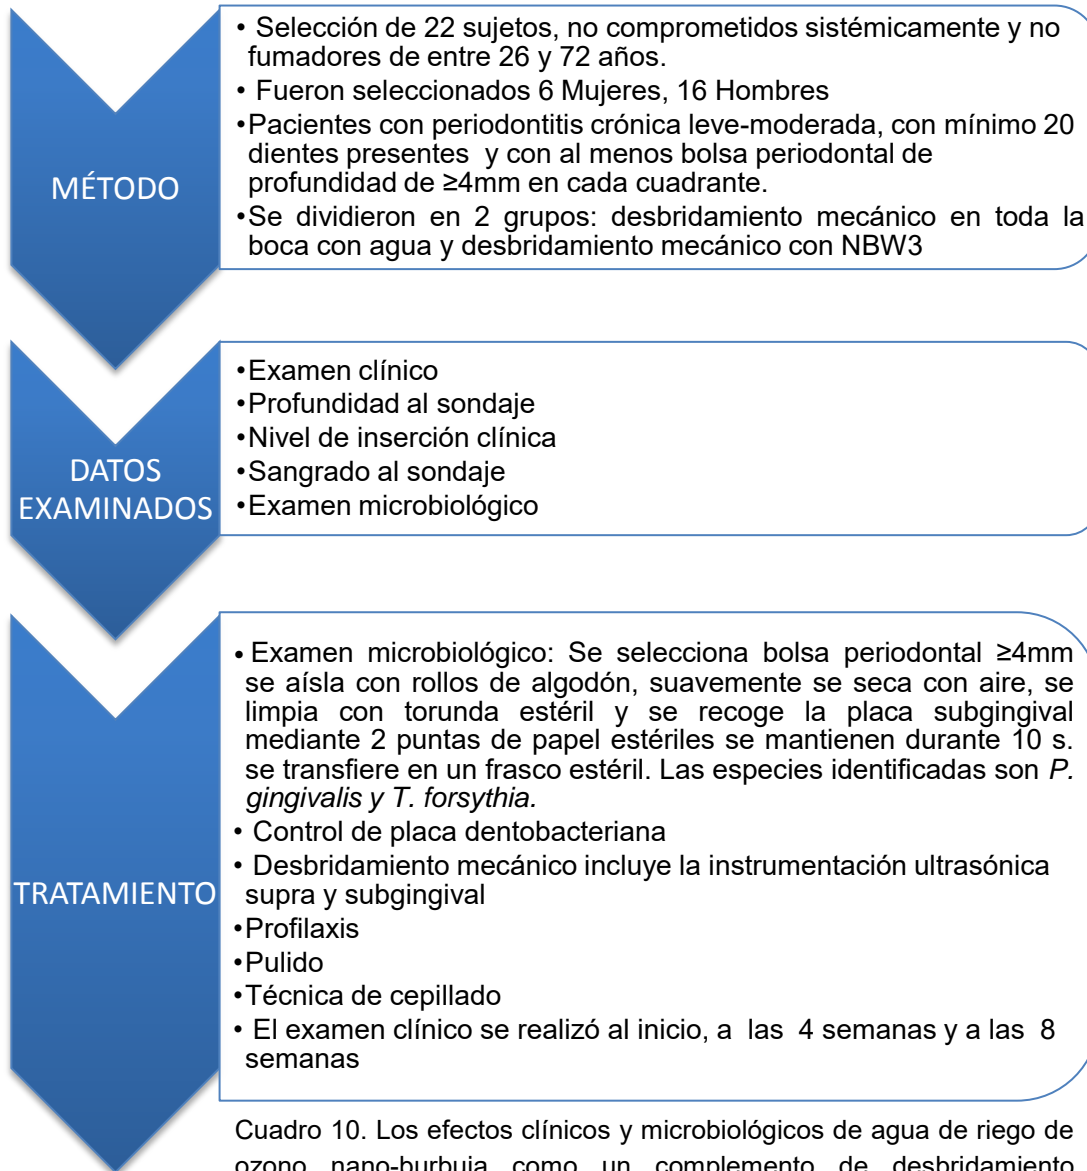 • Selección de 22 sujetos, no comprometidos sistémicamente y no
fumadores de entre 26 y 72 años.
• Fueron seleccionados 6 Mujeres, 16 Hombres
•Pacientes con periodontitis crónica leve-moderada, con mínimo 20
dientes presentes y con al menos bolsa periodontal de
profundidad de ≥4mm en cada cuadrante.
•Se dividieron en 2 grupos: desbridamiento mecánico en toda la
boca con agua y desbridamiento mecánico con NBW3
MÉTODO
•Examen clínico
•Profundidad al sondaje
•Nivel de inserción clínica
•Sangrado al sondaje
•Examen microbiológico
DATOS
EXAMINADOS
• Examen microbiológico: Se selecciona bolsa periodontal ≥4mm
se aísla con rollos de algodón, suavemente se seca con aire, se
limpia con torunda estéril y se recoge la placa subgingival
mediante 2 puntas de papel estériles se mantienen durante 10 s.
se transfiere en un frasco estéril. Las especies identificadas son P.
gingivalis y T. forsythia.
• Control de placa dentobacteriana
• Desbridamiento mecánico incluye la instrumentación ultrasónica
supra y subgingival
•Profilaxis
•Pulido
•Técnica de cepillado
• El examen clínico se realizó al inicio, a las 4 semanas y a las 8
semanas
TRATAMIENTO
Cuadro 10. Los efectos clínicos y microbiológicos de agua de riego de
ozono nano-burbuja como un complemento de desbridamiento